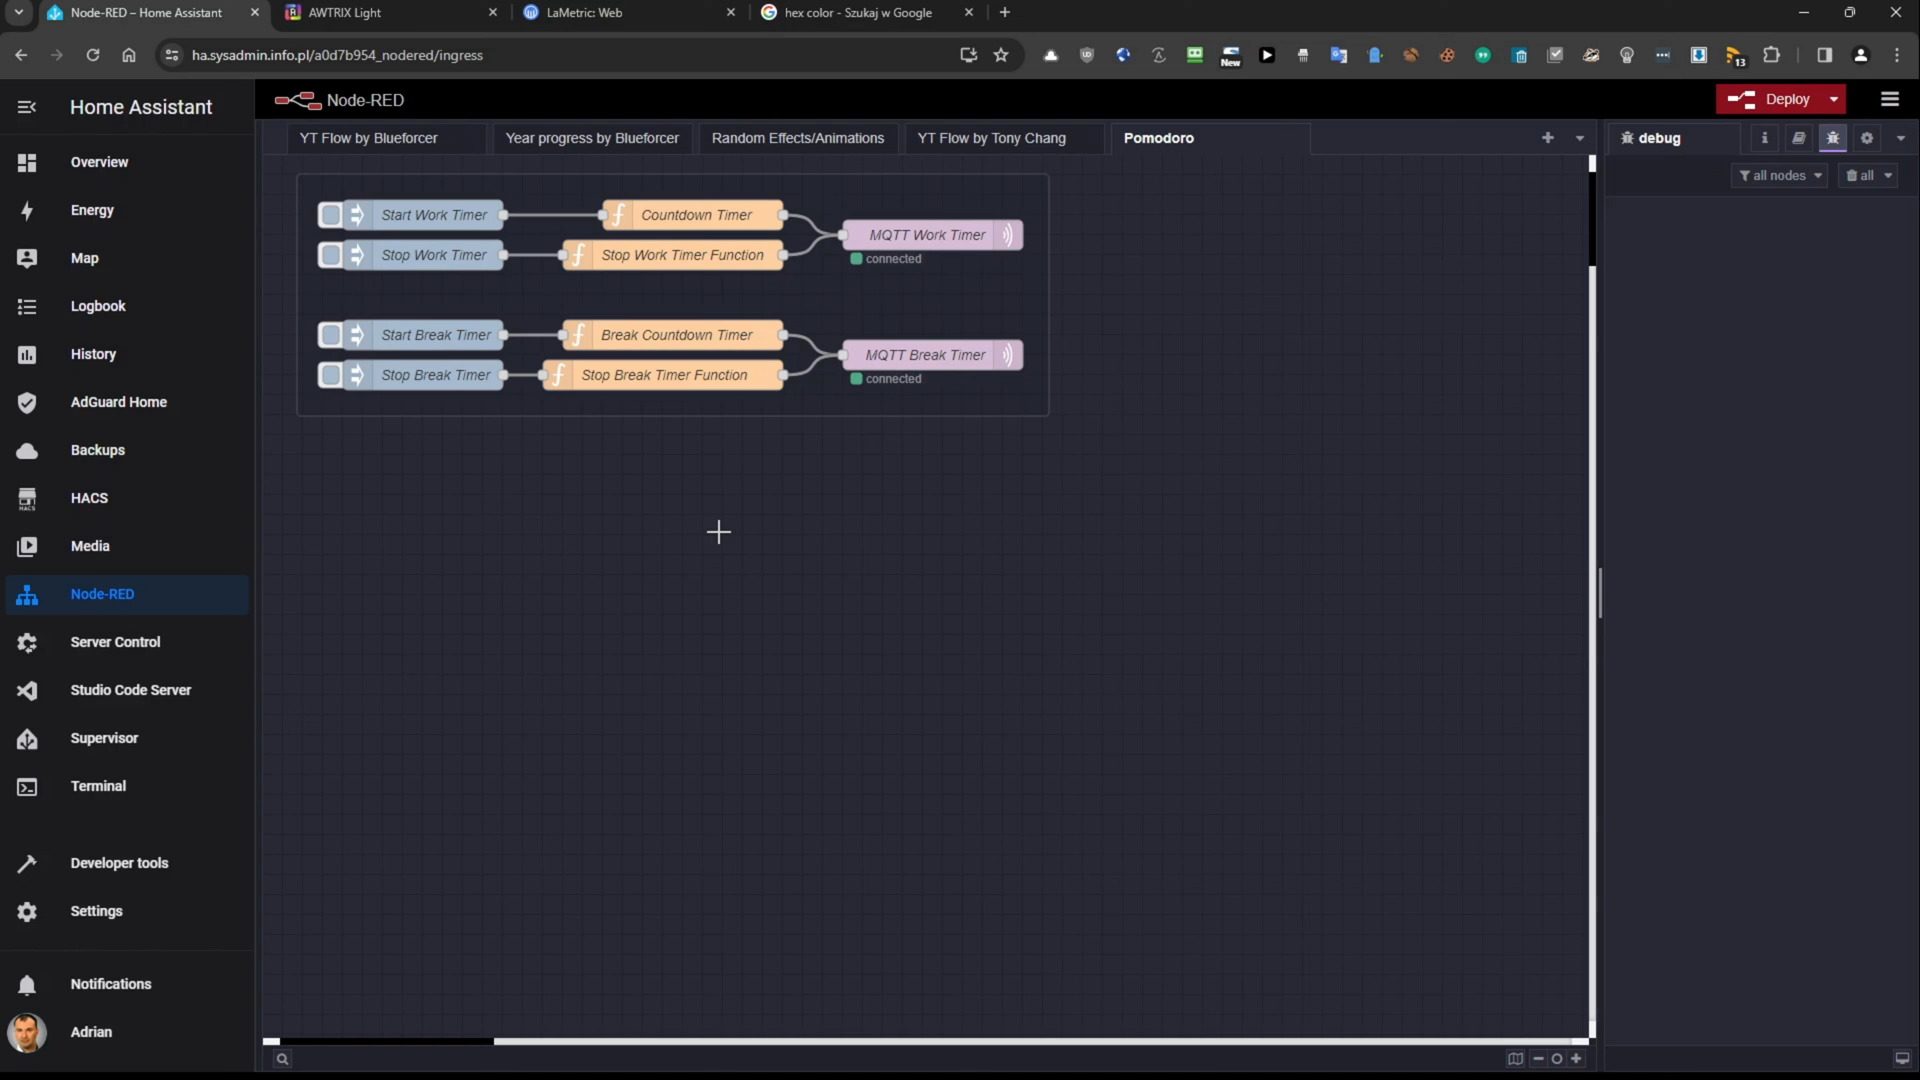 Node-RED – Home Assistant
AWTRIX Light
LaMetric: Web
hex color - Szukaj w Google
ha.sysadmin.info.pl/a0d7b954_nodered/ingress
New
13
Home Assistant
Node-RED
Deploy
YT Flow by Blueforcer
Year progress by Blueforcer
Random Effects/Animations
YT Flow by Tony Chang
Pomodoro
debug
all nodes
all
Overview
Energy
Map
Logbook
History
AdGuard Home
Backups
HACS
HACS
Media
Node-RED
Server Control
Studio Code Server
Supervisor
Terminal
Developer tools
Settings
Notifications
Adrian
Start Work Timer
Countdown Timer
MQTT Work Timer
Stop Work Timer
Stop Work Timer Function
connected
Start Break Timer
Break Countdown Timer
MQTT Break Timer
Stop Break Timer
Stop Break Timer Function
connected